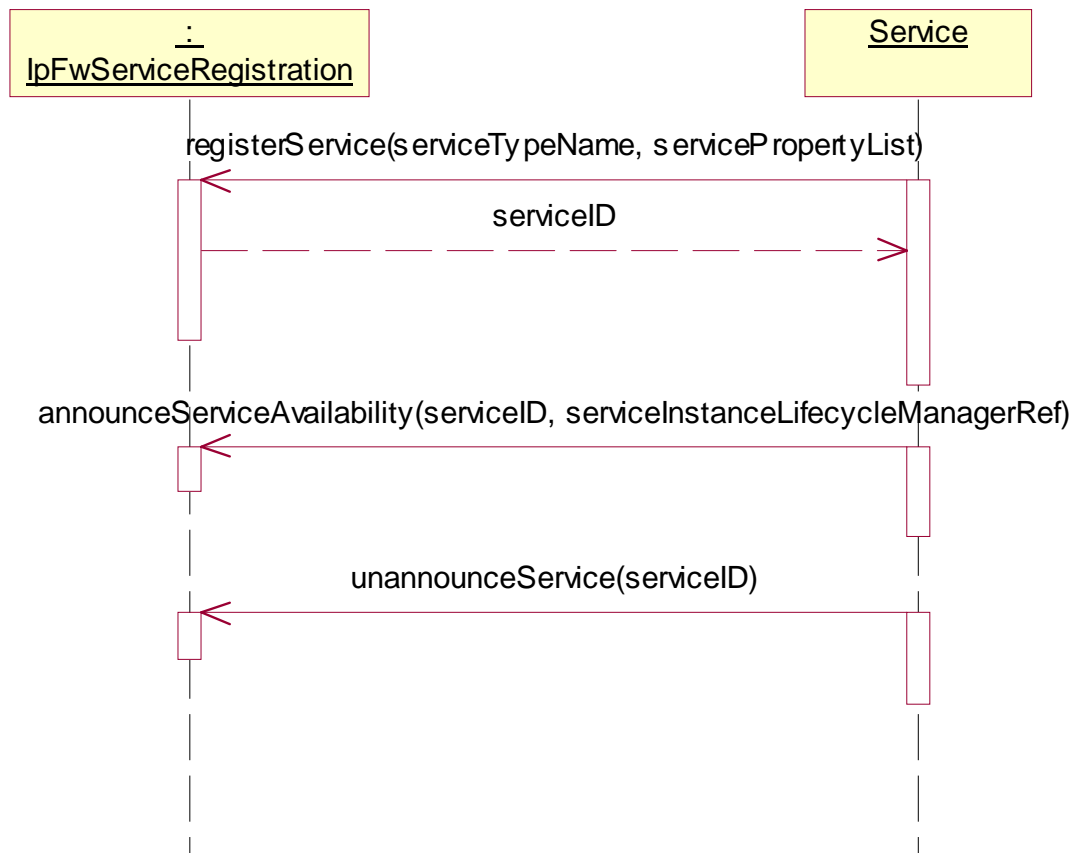 :
IpFwServiceRegistration
Service
registerService(serviceTypeName, servicePropertyList)
serviceID
announceServiceAvailability(serviceID, serviceInstanceLifecycleManagerRef)
unannounceService(serviceID)